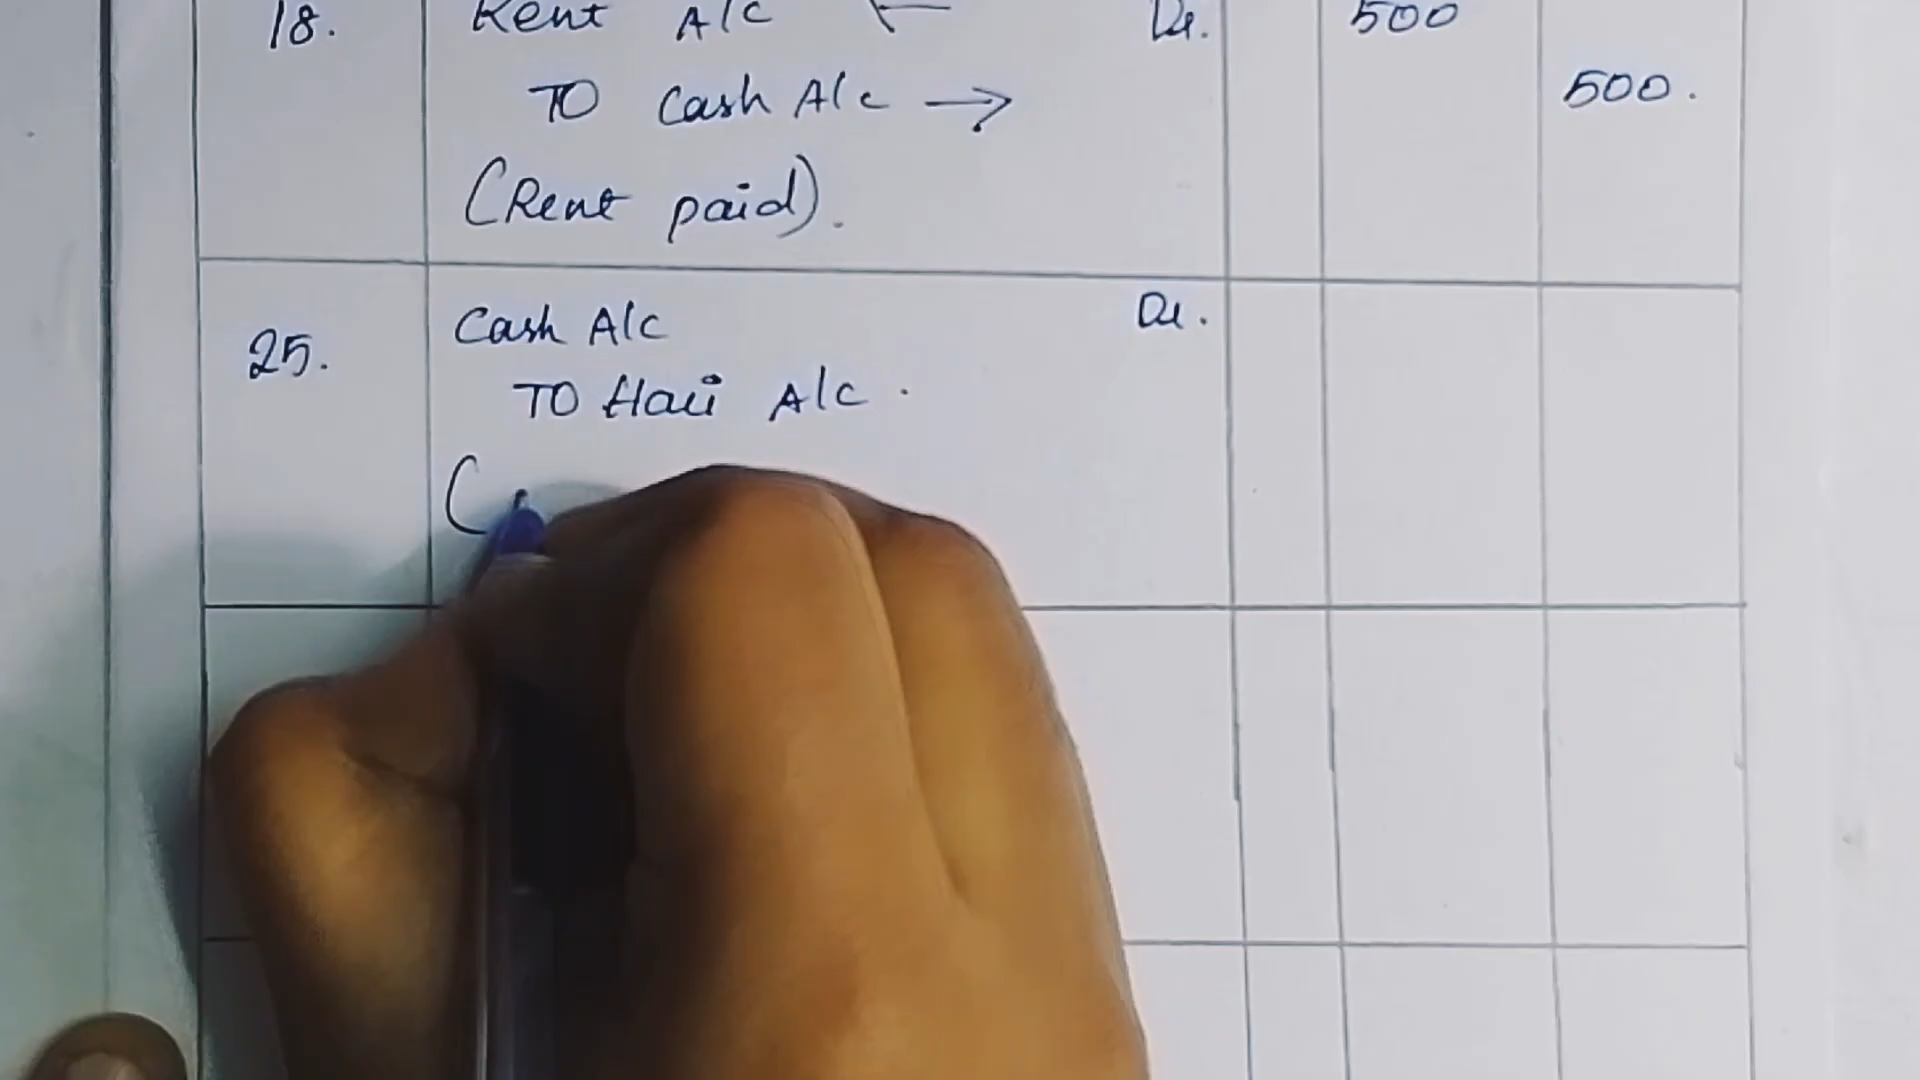 18. Rent A/c ← Dr. 500
TO Cash A/c → 500.
(Rent paid).
25. Cash A/c Dr.
TO Hari A/c.
(